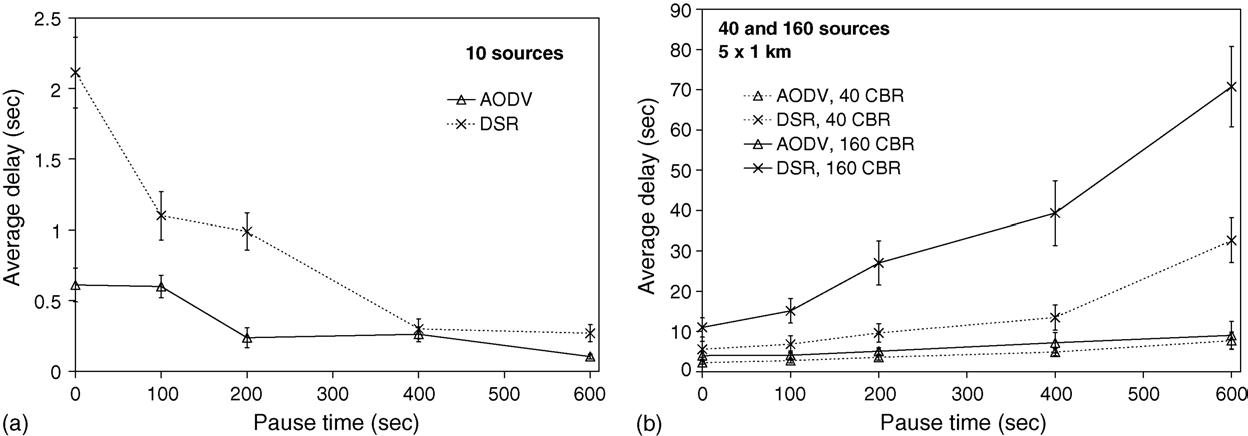 2.5
2
1.5
1
0.5
0
Average delay (sec)
10 sources
AODV
DSR
0 100 200 300 400 500 600
Pause time (sec)
(a)
90
80
70
60
50
40
30
20
10
0
Average delay (sec)
40 and 160 sources
5 x 1 km
AODV, 40 CBR
DSR, 40 CBR
AODV, 160 CBR
DSR, 160 CBR
0 100 200 300 400 500 600
Pause time (sec)
(b)